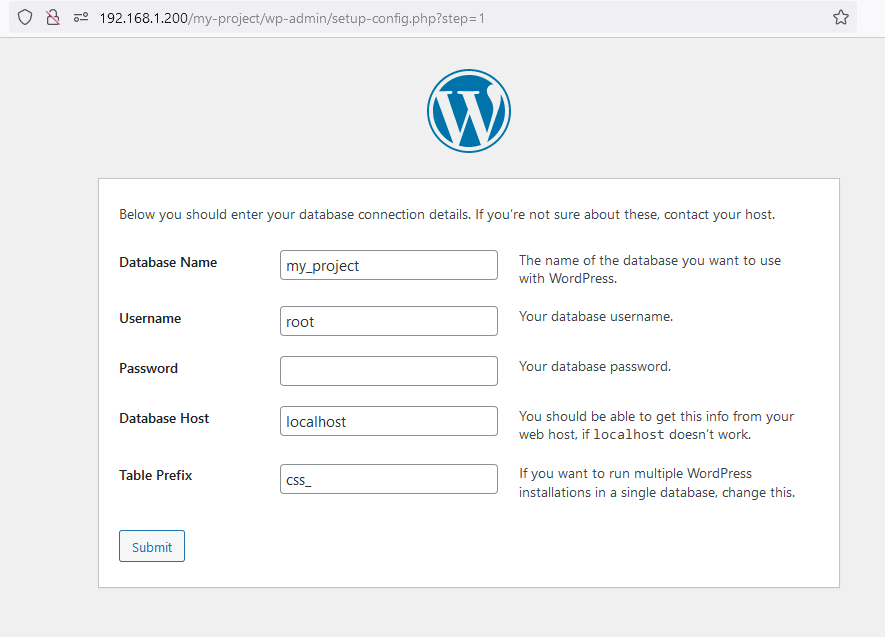 192.168.1.200/my-project/wp-admin/setup-config.php?step=1
W
Below you should enter your database connection details. If you’re not sure about these, contact your host.
Database Name
my_project
The name of the database you want to use
with WordPress.
Username
root
Your database username.
Password
Your database password.
Database Host
localhost
You should be able to get this info from your
web host, if localhost doesn’t work.
Table Prefix
css_
If you want to run multiple WordPress
installations in a single database, change this.
Submit